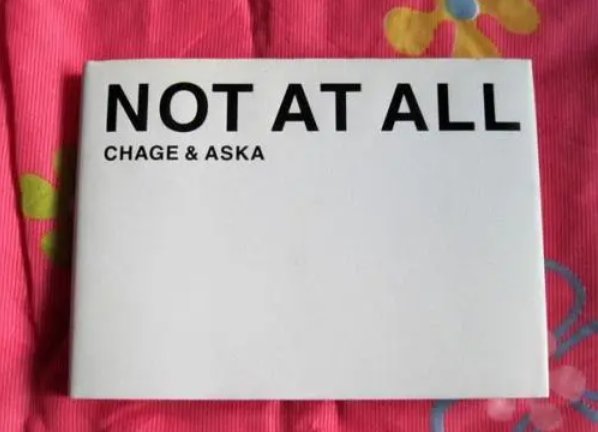 NOT AT ALL
CHAGE & ASKA